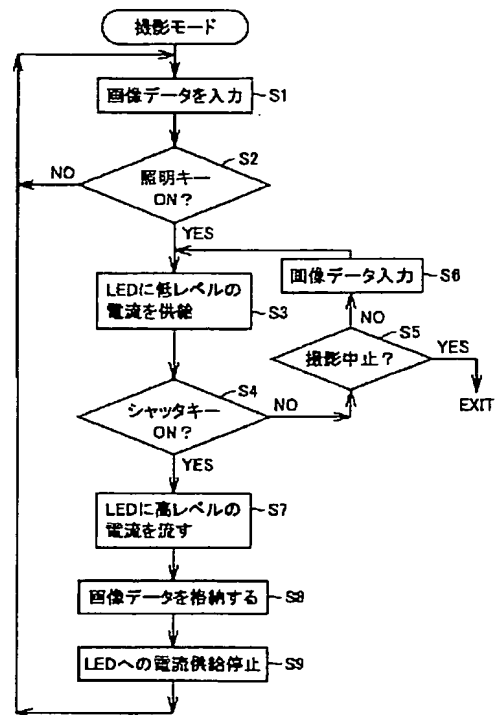 撮影モード
画像データを入力
S1
照明キー
ON?
S2
NO
YES
LEDに低レベルの
電流を供給
S3
画像データ入力
S6
NO
撮影中止?
S5
YES
EXIT
シャッタキー
ON?
S4
NO
YES
LEDに高レベルの
電流を流す
S7
画像データを格納する
S8
LEDへの電流供給停止
S9